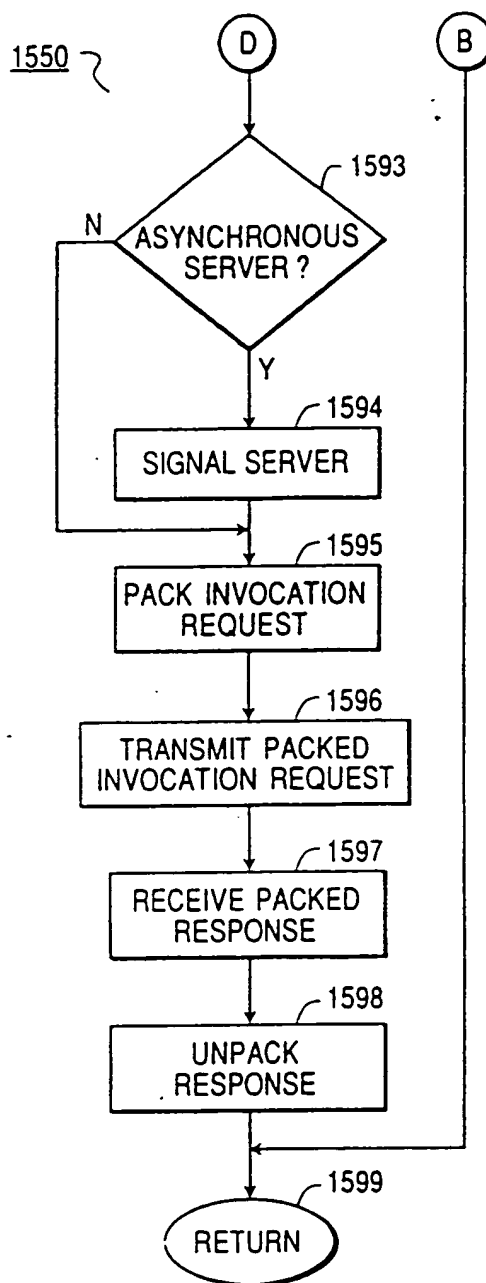 1550
D
B
1593
N
ASYNCHRONOUS
SERVER ?
Y
1594
SIGNAL SERVER
1595
PACK INVOCATION
REQUEST
1596
TRANSMIT PACKED
INVOCATION REQUEST
1597
RECEIVE PACKED
RESPONSE
1598
UNPACK
RESPONSE
1599
RETURN